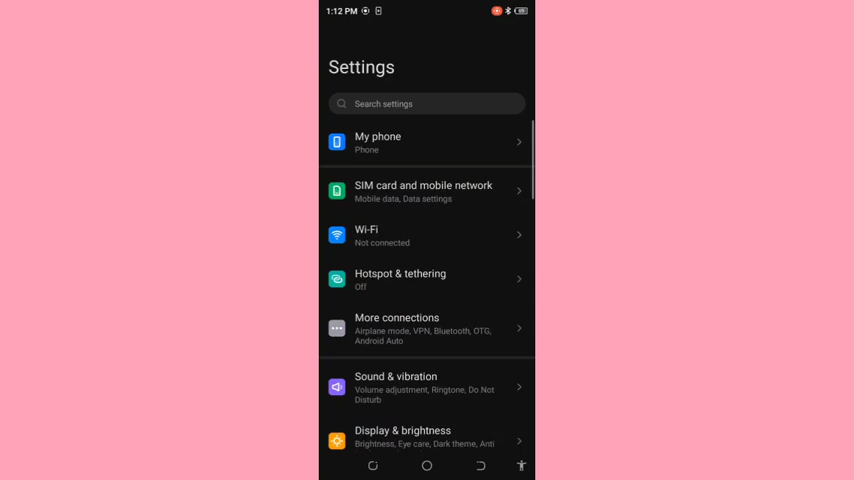 1:12 PM
Settings
Search settings
My phone
Phone
SIM card and mobile network
Mobile data, Data settings
Wi-Fi
Not connected
Hotspot & tethering
Off
More connections
Airplane mode, VPN, Bluetooth, OTG,
Android Auto
Sound & vibration
Volume adjustment, Ringtone, Do Not
Disturb
Display & brightness
Brightness, Eye care, Dark theme, Anti